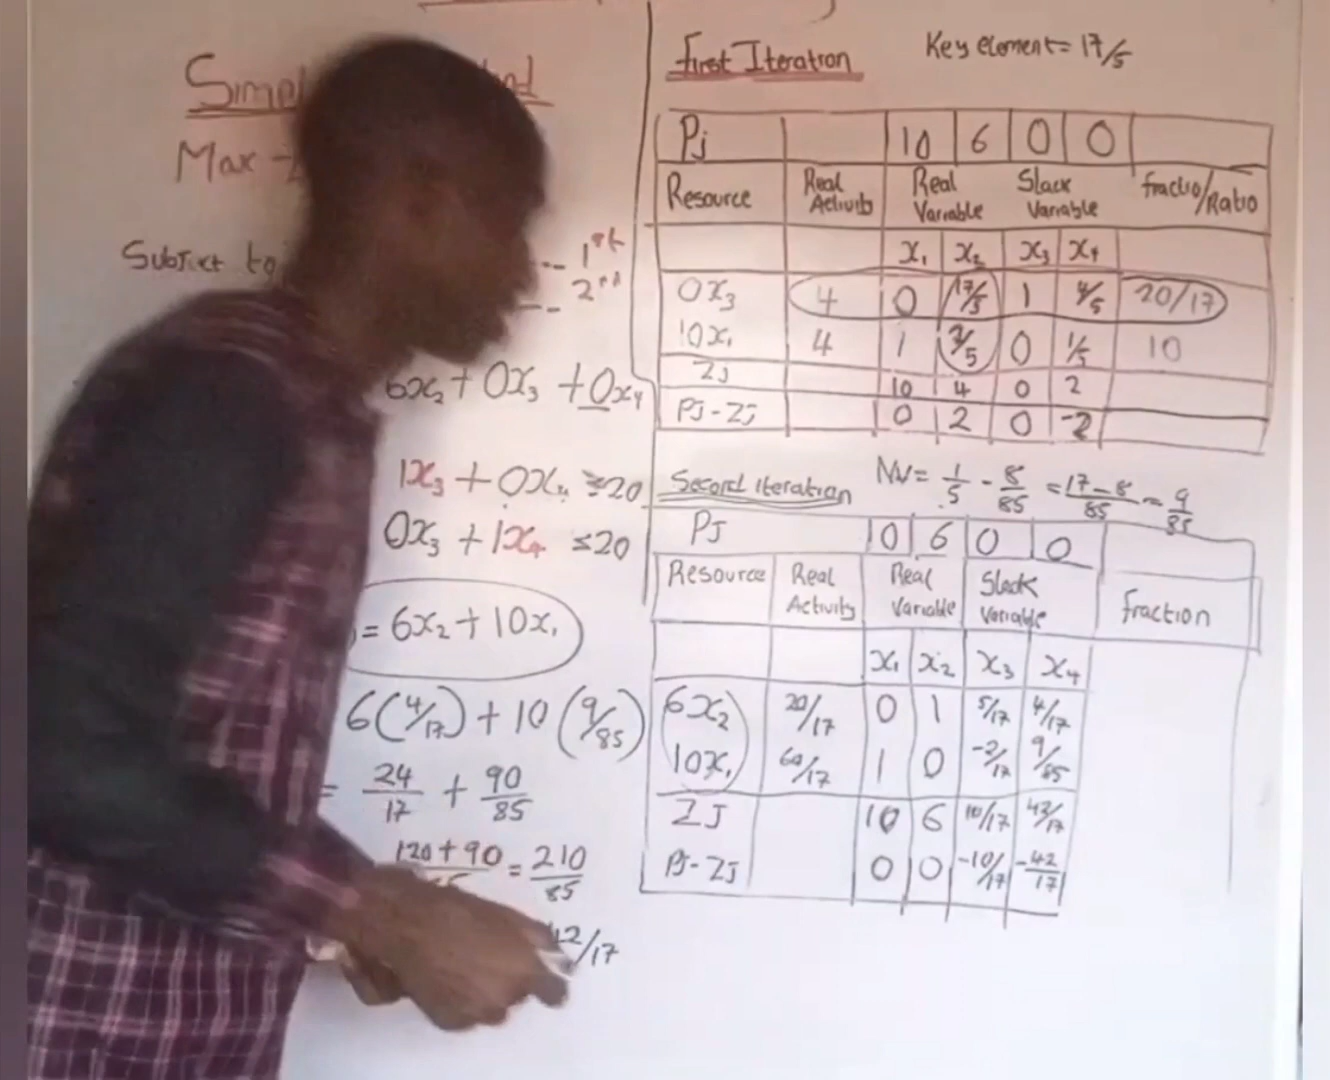 Max
Subject to
1st
2nd
6x₂ + 0x₃ + 0x₄
1x₃ + 0x₄ ≤ 20
0x₃ + 1x₄ ≤ 20
= 6x₂ + 10x₁
6(4/17) + 10(9/85)
= 24/17 + 90/85
120+90 = 210/85
42/17
First Iteration Key element = 17/5
Pj 10 6 0 0
Resource Real Activity Real Variable Slack Variable fractio/Ratio
x₁ x₂ x₃ x₄
0x₃ 4 0 17/5 1 4/5 20/17
10x₁ 4 1 2/5 0 1/5 10
Zj 10 4 0 2
Pj-Zj 0 2 0 -2
Second iteration NV = 1/5 - 8/85 = 17-8/85 = 9/85
Pj 10 6 0 0
Resource Real Activity Real Variable Slack Variable fraction
x₁ x₂ x₃ x₄
6x₂ 20/17 0 1 5/17 4/17
10x₁ 60/17 1 0 -2/17 9/85
Zj 10 6 10/17 42/17
Pj-Zj 0 0 -10/17 -42/17